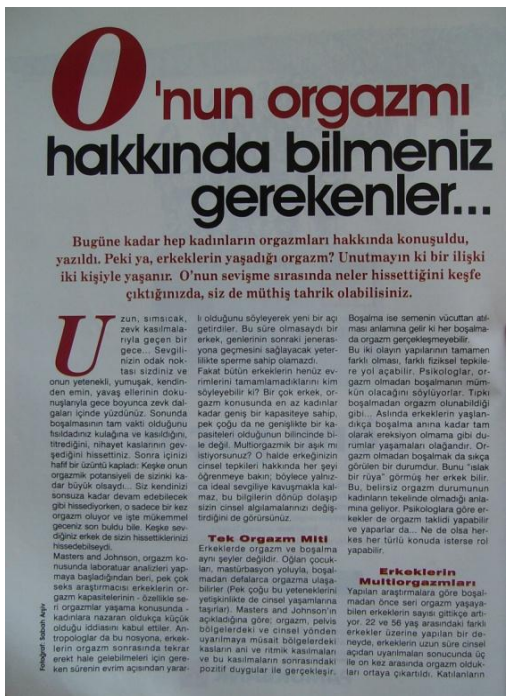 O'nun orgazmı
hakkında bilmeniz
gerekenler...
Bugüne kadar hep kadınların orgazmları hakkında konuşuldu,
yazıldı. Peki ya, erkeklerin yaşadığı orgazm? Unutmayın ki bir ilişki
iki kişiyle yaşanır. O'nun sevişme sırasında neler hissettiğini keşfe
çıktığınızda, siz de müthiş tahrik olabilisiniz.
Uzun, sımsıcak,
zevk kasılmala-
rıyla geçen bir
gece... Sevgili-
nizin odak nok-
tası sizdiniz ve
onun yetenekli, yumuşak, kendin-
den emin, yavaş ellerinin dokü-
nuşlarıyla gece boyunca zevk dal-
gaları içinde yüzdünüz. Sonunda
boşalmasının tam vakti olduğunu
fısıldadınız kulağına ve kasıldığını,
titrediğini, nihayet kaslarının gev-
şediğini hissettiniz. Sonra içinizi
hafif bir üzüntü kapladı: Keşke onun
orgazmik potansiyeli de sizinki ka-
dar büyük olsaydı... Siz kendinizi
sonsuza kadar devam edebilecek
gibi hissediyorken, o sadece bir kez
orgazm oluyor ve işte mükemmel
geceniz son buldu bile. Keşke sev-
diğiniz erkek de sizin hissettiklerinizi
hissedebilseydi.
Masters and Johnson, orgazm ko-
nusunda laboratuar analizleri yap-
maya başladığından beri, pek çok
seks araştırmacısı erkeklerin or-
gazm kapasitelerinin - özellikle se-
ri orgazmlar yaşama konusunda -
kadınlara nazaran oldukça küçük
olduğu iddiasını kabul ettiler. An-
tropologlar da bu nosyona, erkek-
lerin orgazm sonrasında tekrar
erekt hale gelebilmeleri için gere-
ken sürenin evrim açısından yarar-
lı olduğunu söyleyerek yeni bir açı
getirdiler. Bu süre olmasaydı bir
erkek, genlerinin sonraki jeneras-
yona geçmesini sağlayacak yeter-
lilikte sperme sahip olamazdı.
Fakat bütün erkeklerin henüz ev-
rimlerini tamamlamadıklarını kim
söyleyebilir ki? Bir çok erkek, or-
gazm konusunda en az kadınlar
kadar geniş bir kapasiteye sahip,
pek çoğu da ne genişlikte bir ka-
pasiteleri olduğunun bilincinde bi-
le değil. Multiorgazmik bir aşık mı
istiyorsunuz? O halde erkeğinizin
cinsel tepkileri hakkında her şeyi
öğrenmeye bakın; böylece yalnız-
ca ideal sevgiliye kavuşmakla kal-
maz, bu bilgilerin dönüp dolaşıp
sizin cinsel algılamalarınızı değiş-
tirdiğini de görürsünüz.
Tek Orgazm Miti
Erkeklerde orgazm ve boşalma
aynı şeyler değildir. Oğlan çocuk-
ları, mastürbasyon yoluyla, boşal-
madan defalarca orgazma ulaşa-
bilirler (Pek çoğu bu yeteneklerini
yetişkinlikte de cinsel yaşamlarına
taşırlar). Masters and Johnson'ın
açıkladığına göre; orgazm, pelvis
bölgelerdeki ve cinsel yönden
uyarılmaya müsait bölgelerdeki
kasların ani ve ritmik kasılmaları
ve bu kasılmaların sonrasındaki
pozitif duygular ile gerçekleşir.
Boşalma ise semenin vücuttan atıl-
ması anlamına gelir ki her boşalma-
da orgazm gerçekleşmeyebilir.
Bu iki olayın yapılarının tamamen
farklı olması, farklı fiziksel tepkile-
re yol açabilir. Psikologlar, or-
gazm olmadan boşalmanın müm-
kün olacağını söylüyorlar. Tıpkı
boşalmadan orgazm olunabildiği
gibi... Aslında erkeklerin yaşlan-
dıkça boşalma anına kadar tam
olarak ereksiyon olmama gibi du-
rumlar yaşamaları olağandır. Or-
gazm olmadan boşalmak da sıkça
görülen bir durumdur. Bunu "ıslak
bir rüya" görmüş her erkek bilir.
Bu, belirsiz orgazm durumunun
kadınların tekelinde olmadığı anla-
mına geliyor. Psikologlara göre er-
kekler de orgazm taklidi yapabilir
ve yaparlar da... Ne de olsa her-
kes her türlü konuda isterse rol
yapabilir.
Erkeklerin
Multiorgazmları
Yapılan araştırmalara göre boşal-
madan önce seri orgazm yaşaya-
bilen erkeklerin sayısı gittikçe artı-
yor. 22 ve 56 yaş arasındaki farklı
erkekler üzerine yapılan bir de-
neyde, erkeklerin uzun süre cinsel
açıdan uyarılmaları sonucunda üç
ile on kez arasında orgazm olduk-
ları ortaya çıkartıldı. Katılanların
Fotoğraf: Sabah Arşiv